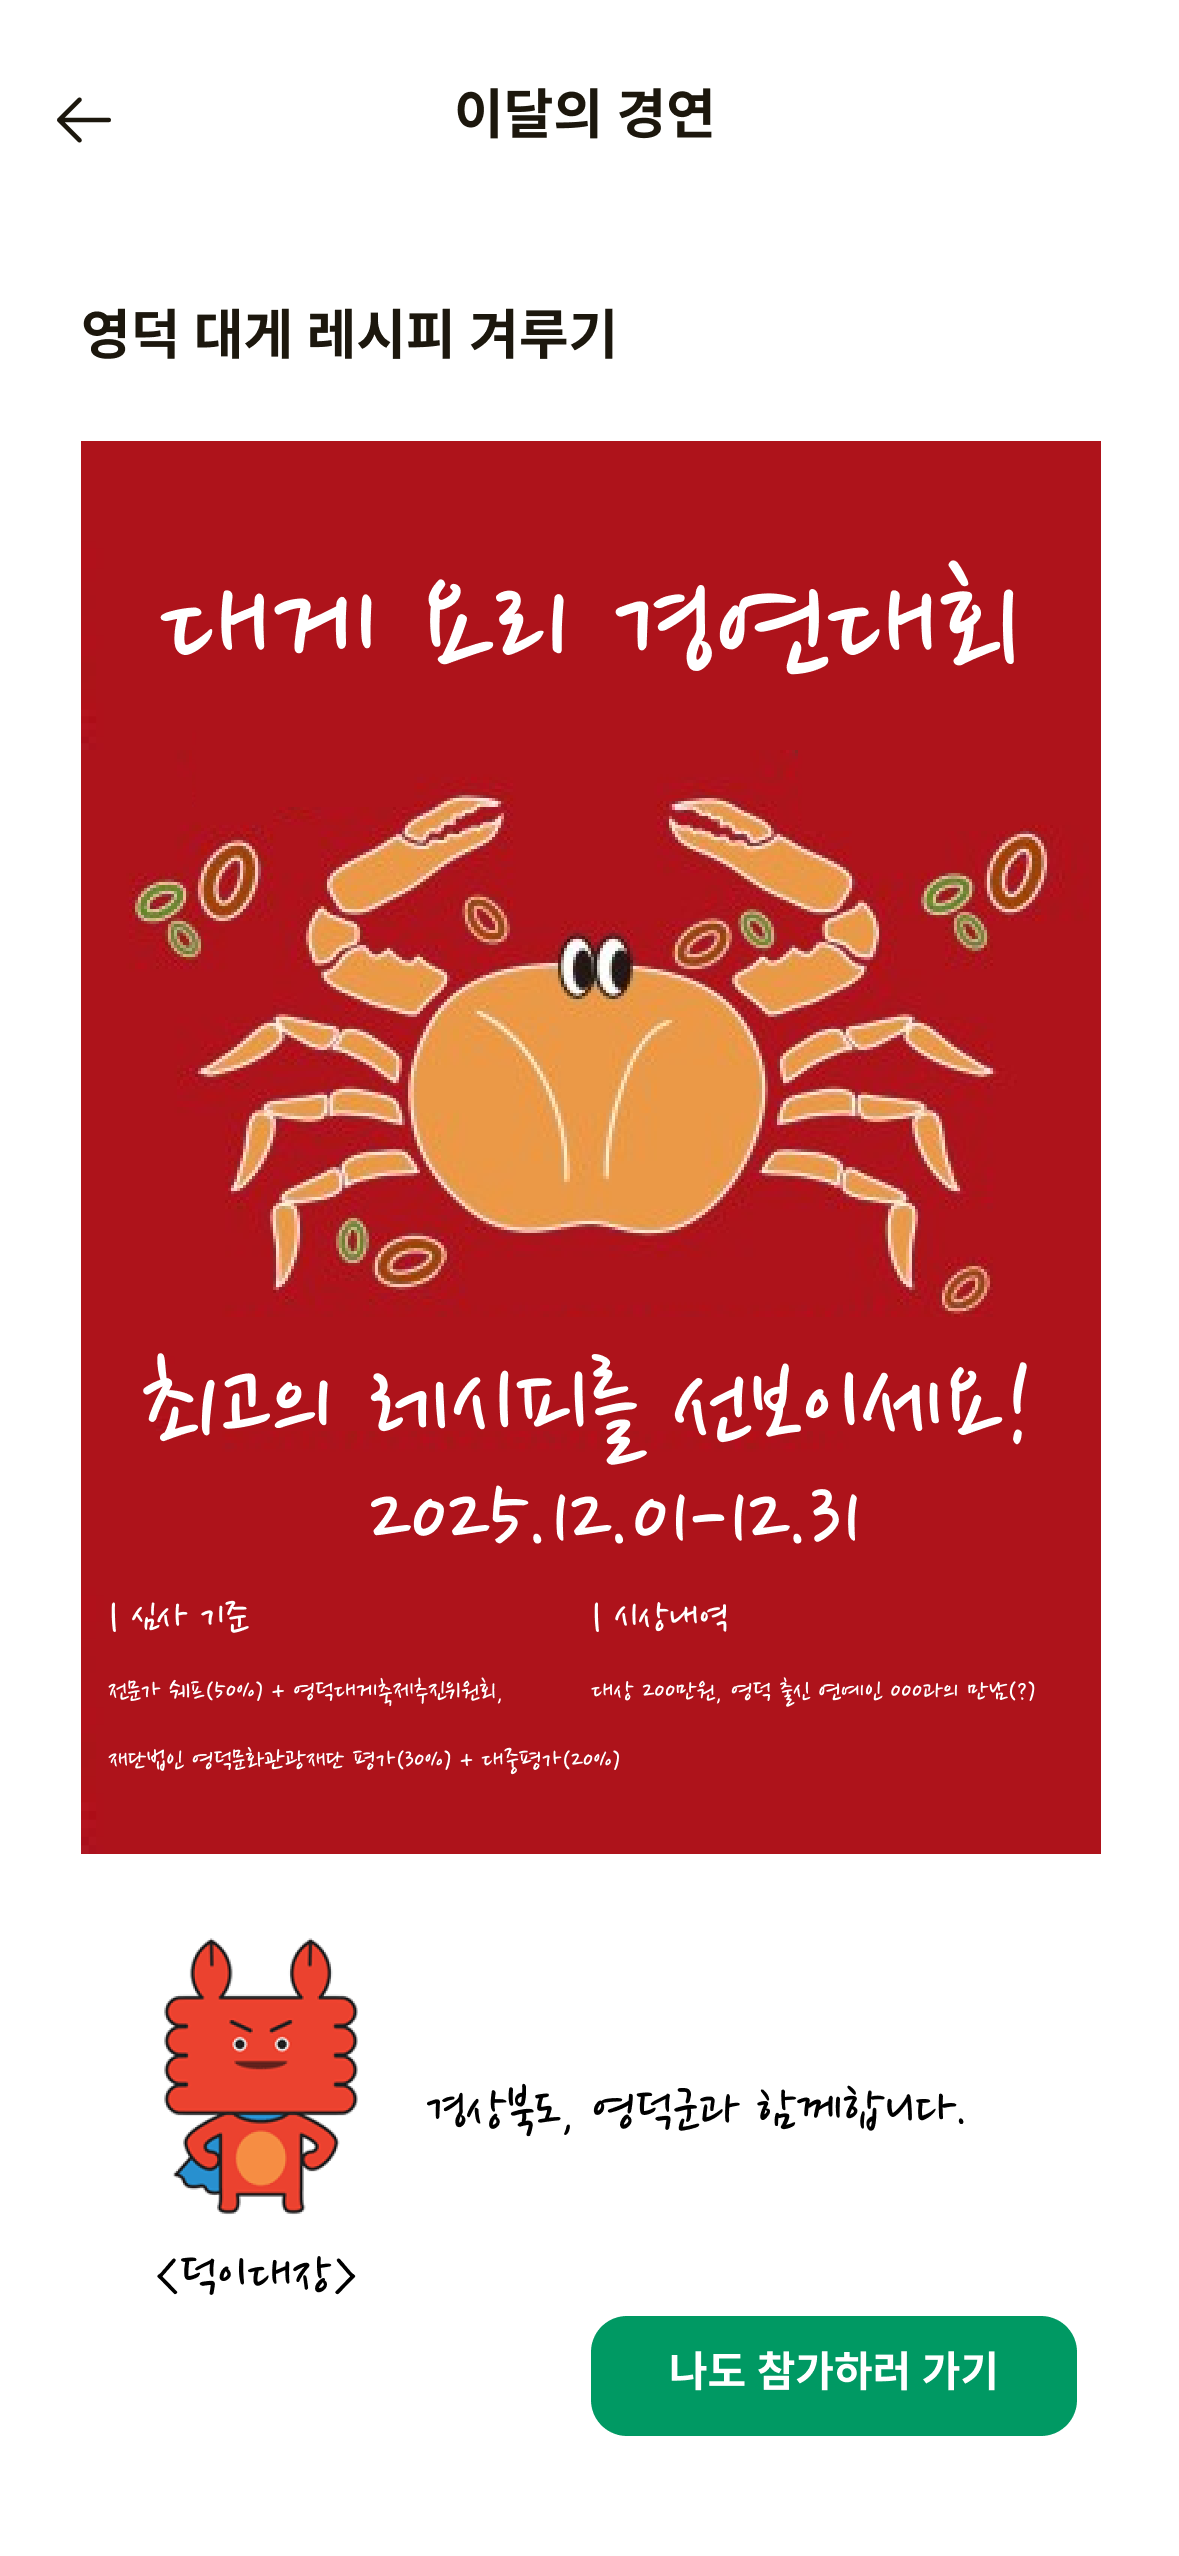 이달의 경연
영덕 대게 레시피 겨루기
대게 요리 경연대회
최고의 레시피를 선보이세요!
2025.12.01-12.31
| 심사 기준
전문가 쉐프(50%) + 영덕대게축제추진위원회,
재단법인 영덕문화관광재단 평가(30%) + 대중평가(20%)
| 시상내역
대상 200만원, 영덕 출신 연예인 000과의 만남(?)
경상북도, 영덕군과 함께합니다.
<덕이대장>
나도 참가하러 가기